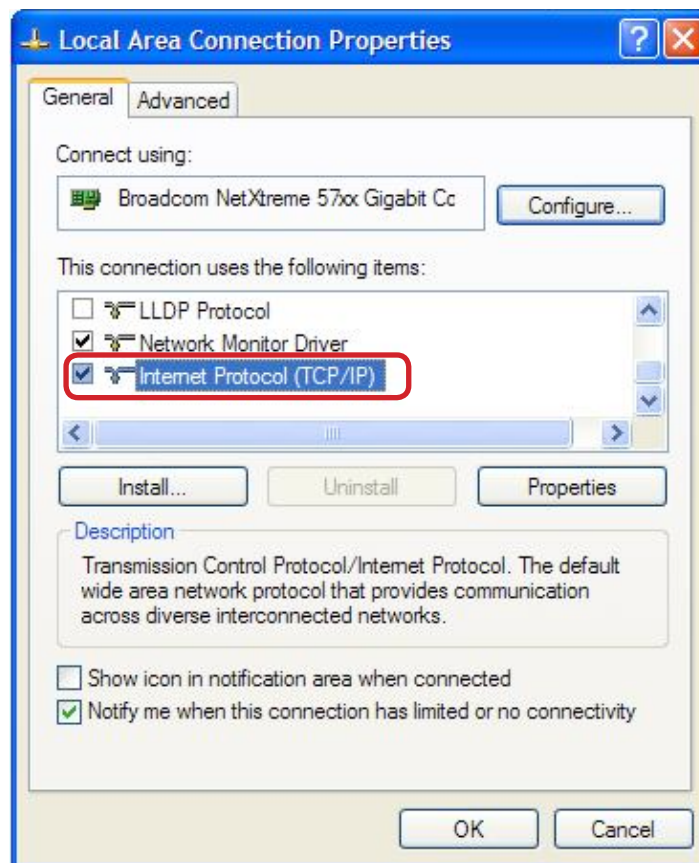 Local Area Connection Properties
General
Advanced
Connect using:
Broadcom NetXtreme 57xx Gigabit Cc
Configure...
This connection uses the following items:
LLDP Protocol
Network Monitor Driver
Internet Protocol (TCP/IP)
Install...
Uninstall
Properties
Description
Transmission Control Protocol/Internet Protocol. The default
wide area network protocol that provides communication
across diverse interconnected networks.
Show icon in notification area when connected
Notify me when this connection has limited or no connectivity
OK
Cancel